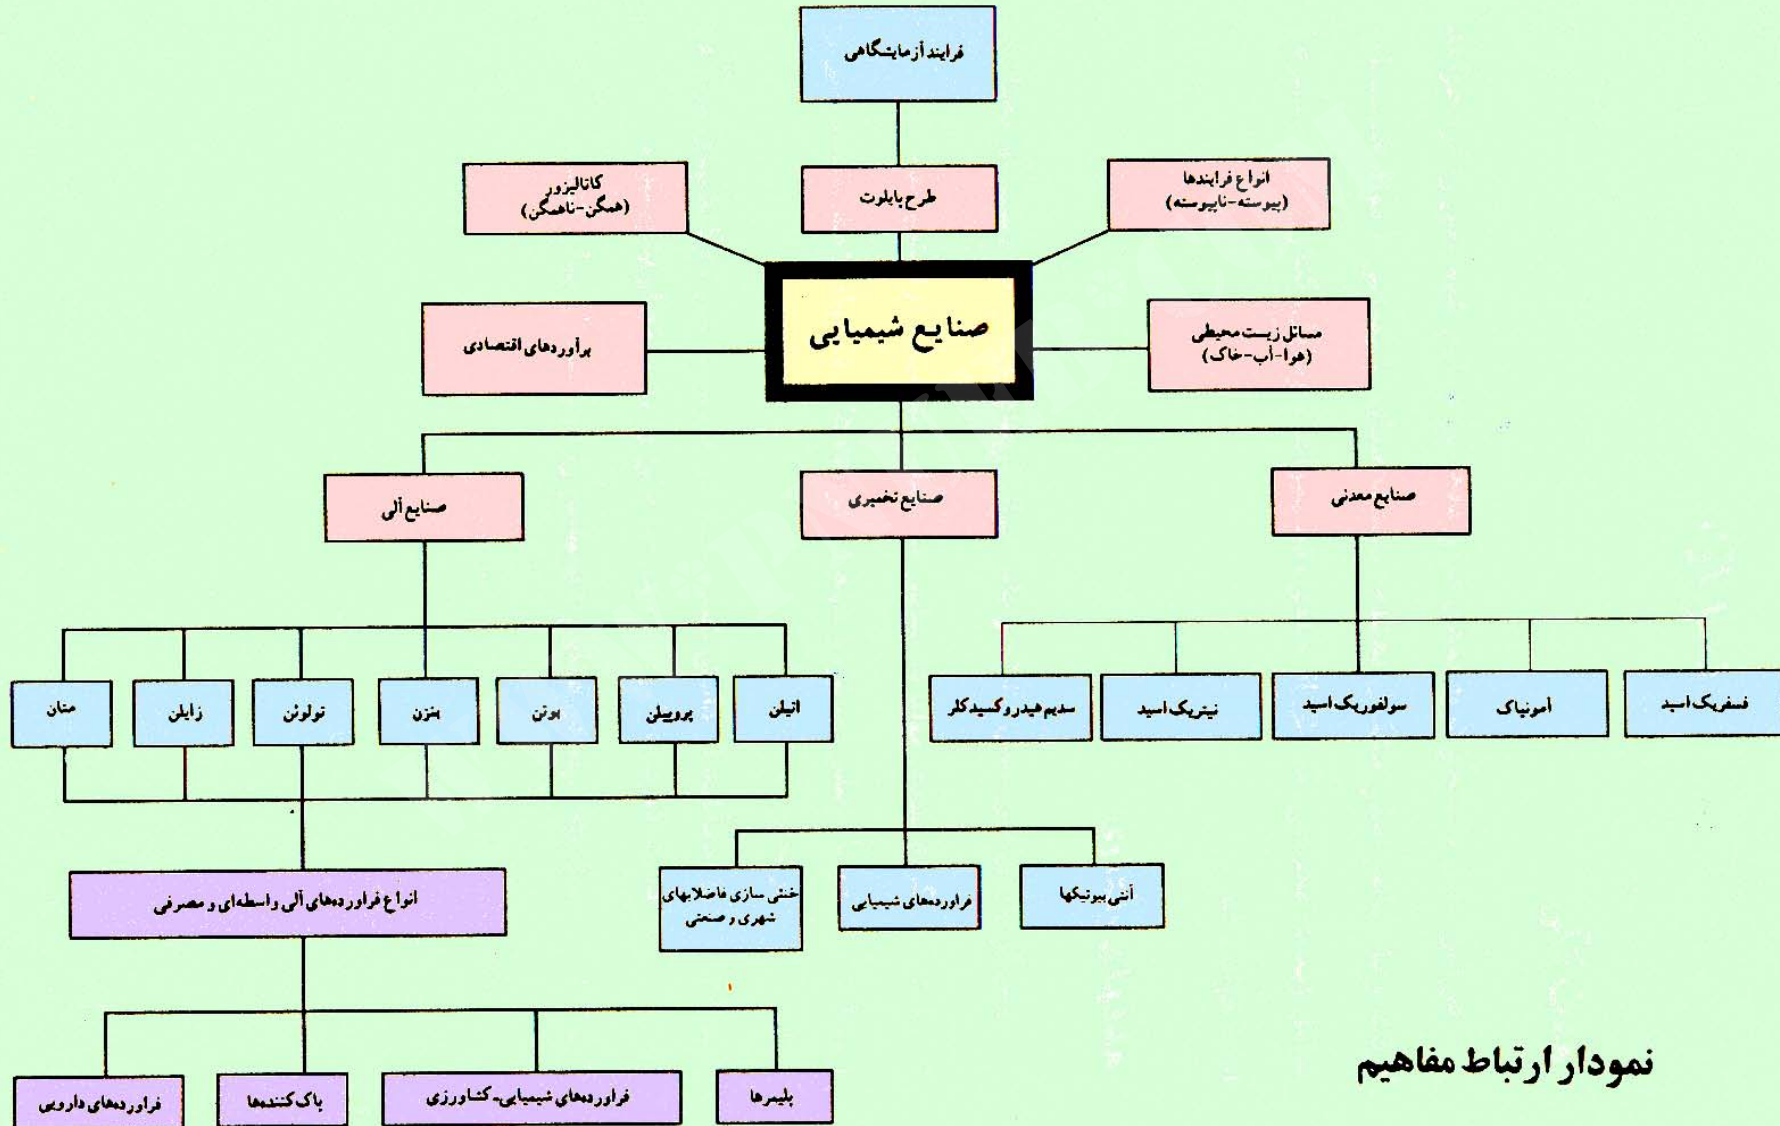 فرایند آزمایشگاهی
انواع فرایندها
(پیوسته-ناپیوسته)
طرح پایلوت
کاتالیزور
(همگن-ناهمگن)
مسائل زیست محیطی
(هوا-آب-خاک)
صنایع شیمیایی
برآوردهای اقتصادی
صنایع معدنی
صنایع تخمیری
صنایع آلی
فسفریک اسید
آمونیاک
سولفوریک اسید
نیتریک اسید
سدیم هیدروکسید کلر
اتیلن
پروپیلن
بوتن
بنزن
تولوئن
زایلن
متان
آنتی بیوتیکها
فراورده‌های شیمیایی
خنثی سازی فاضلابهای
شهری و صنعتی
انواع فراورده‌های آلی واسطه‌ای و مصرفی
پلیمرها
فراورده‌های شیمیایی-کشاورزی
پاک‌کننده‌ها
فراورده‌های دارویی
نمودار ارتباط مفاهیم